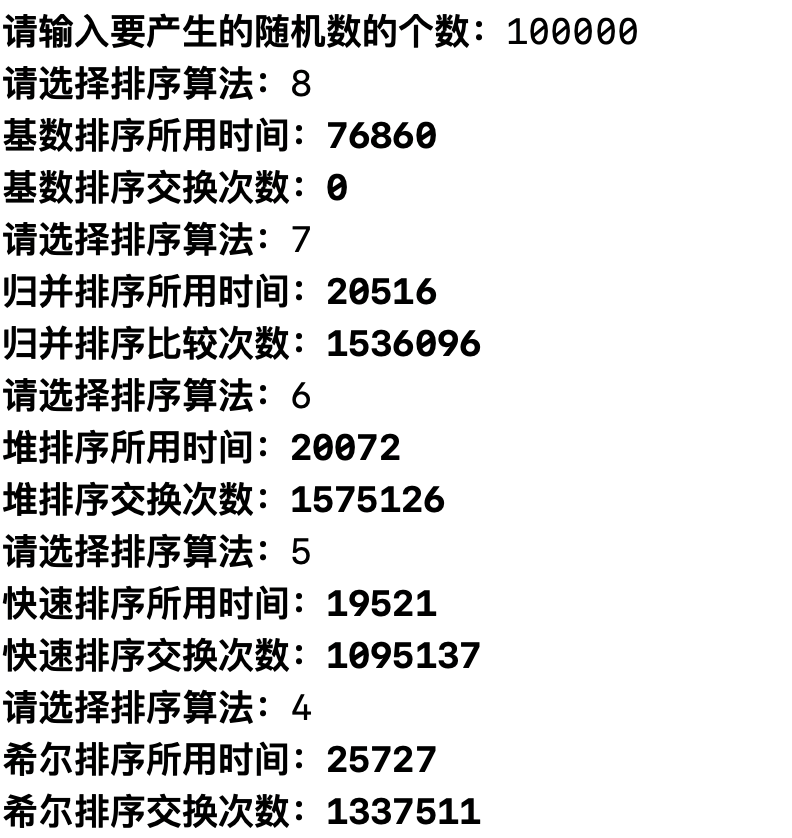 请输入要产生的随机数的个数：100000
请选择排序算法：8
基数排序所用时间：76860
基数排序交换次数：0
请选择排序算法：7
归并排序所用时间：20516
归并排序比较次数：1536096
请选择排序算法：6
堆排序所用时间：20072
堆排序交换次数：1575126
请选择排序算法：5
快速排序所用时间：19521
快速排序交换次数：1095137
请选择排序算法：4
希尔排序所用时间：25727
希尔排序交换次数：1337511